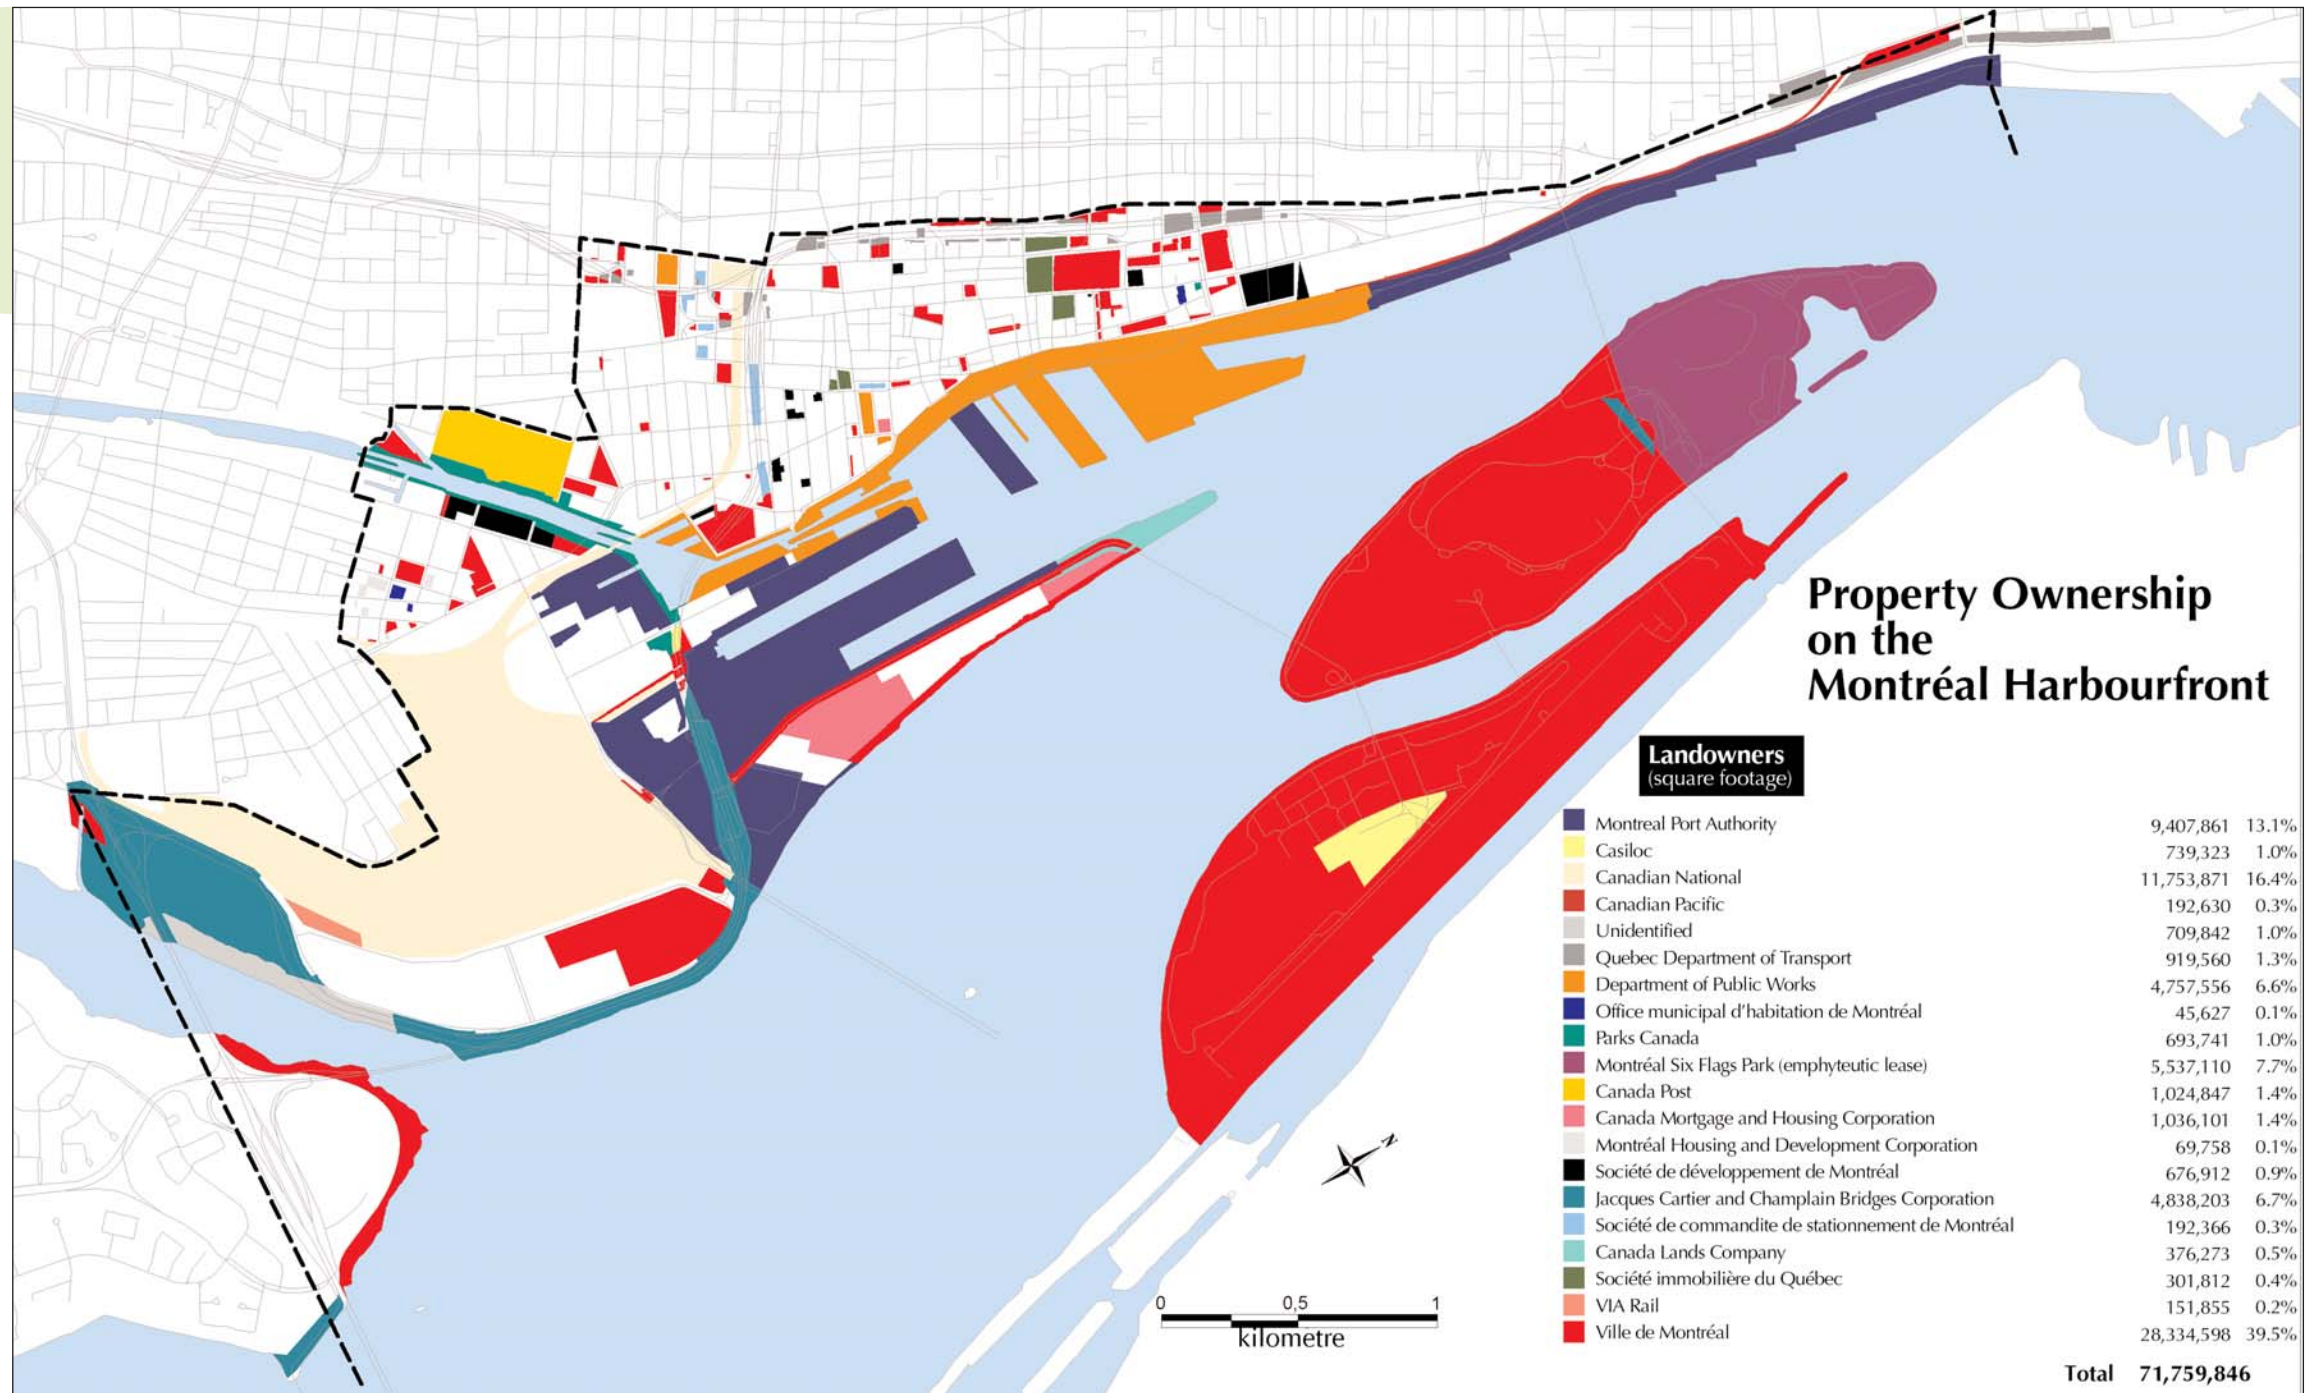 Property Ownership
on the
Montréal Harbourfront
Landowners
(square footage)
Montreal Port Authority 9,407,861 13.1%
Casiloc 739,323 1.0%
Canadian National 11,753,871 16.4%
Canadian Pacific 192,630 0.3%
Unidentified 709,842 1.0%
Quebec Department of Transport 919,560 1.3%
Department of Public Works 4,757,556 6.6%
Office municipal d'habitation de Montréal 45,627 0.1%
Parks Canada 693,741 1.0%
Montréal Six Flags Park (emphyteutic lease) 5,537,110 7.7%
Canada Post 1,024,847 1.4%
Canada Mortgage and Housing Corporation 1,036,101 1.4%
Montréal Housing and Development Corporation 69,758 0.1%
Société de développement de Montréal 676,912 0.9%
Jacques Cartier and Champlain Bridges Corporation 4,838,203 6.7%
Société de commandite de stationnement de Montréal 192,366 0.3%
Canada Lands Company 376,273 0.5%
Société immobilière du Québec 301,812 0.4%
VIA Rail 151,855 0.2%
Ville de Montréal 28,334,598 39.5%
Total 71,759,846
N
0 0,5 1
kilometre